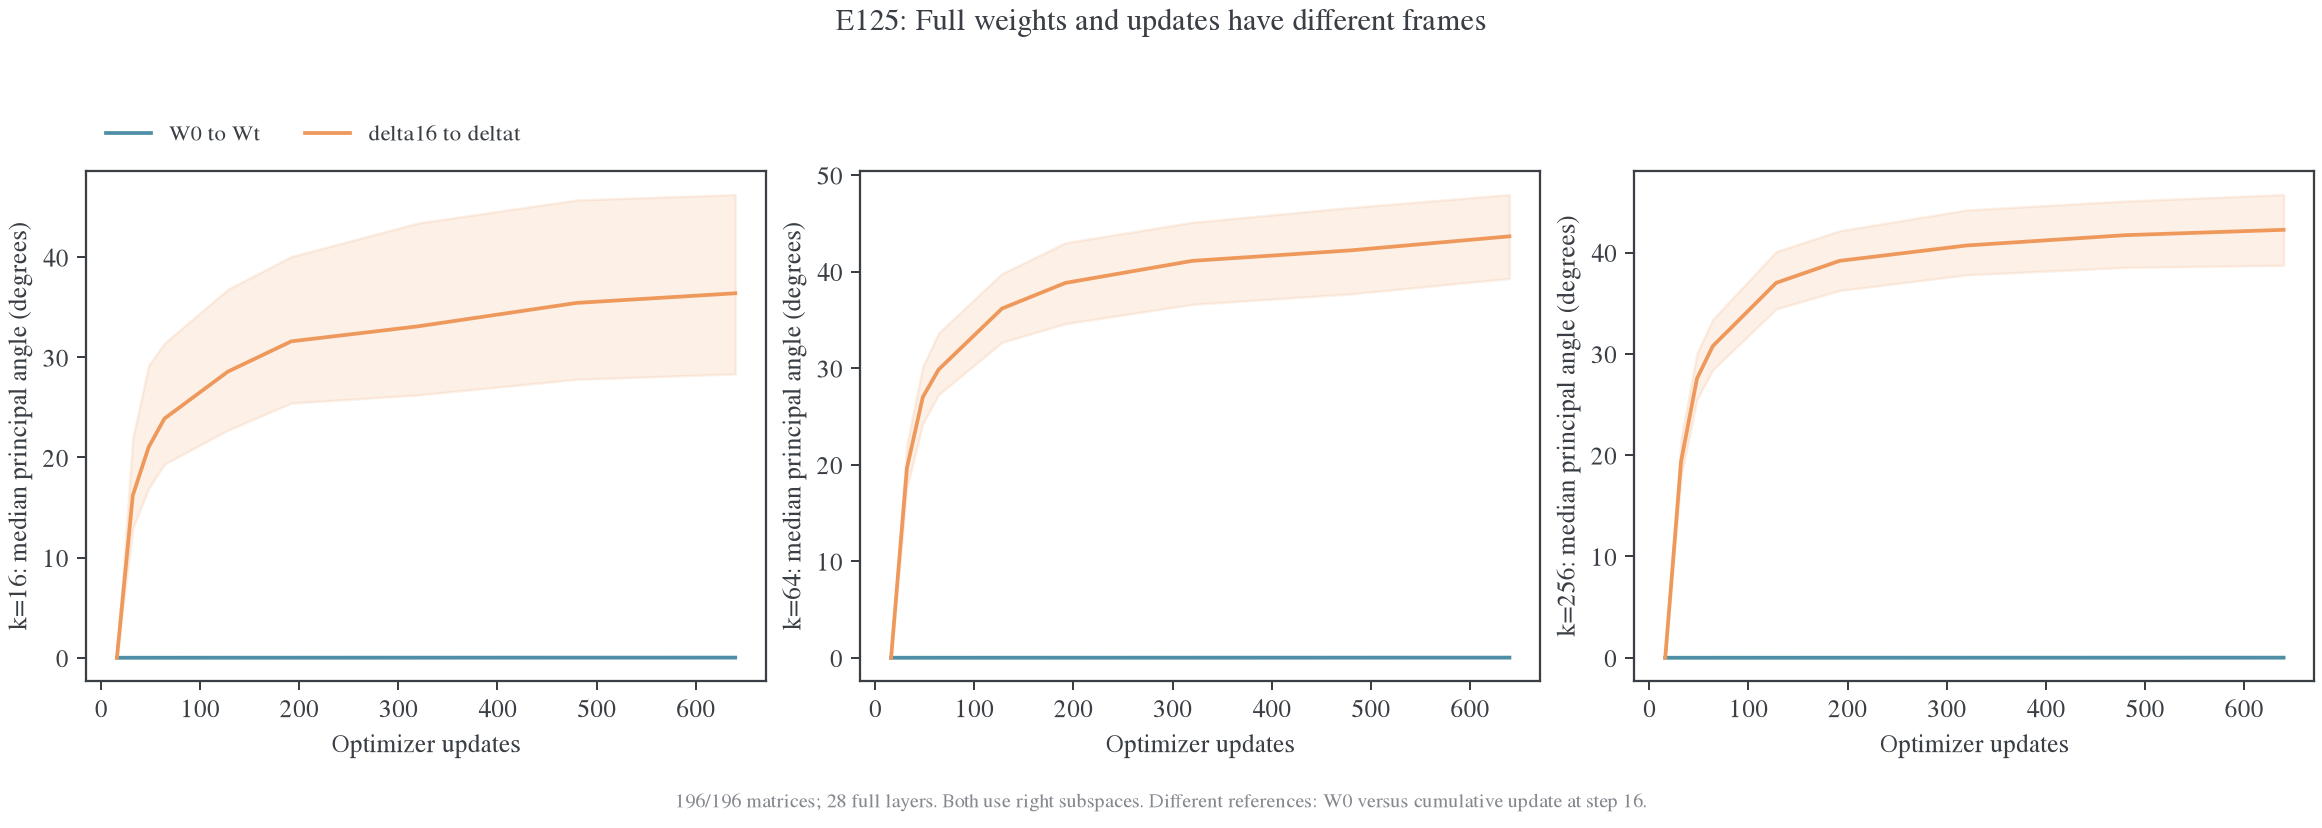 E125: Full weights and updates have different frames
W0 to Wt
delta16 to deltat
k=16: median principal angle (degrees)
40
30
20
10
0
0 100 200 300 400 500 600
Optimizer updates
k=64: median principal angle (degrees)
50
40
30
20
10
0
0 100 200 300 400 500 600
Optimizer updates
k=256: median principal angle (degrees)
40
30
20
10
0
0 100 200 300 400 500 600
Optimizer updates
196/196 matrices; 28 full layers. Both use right subspaces. Different references: W0 versus cumulative update at step 16.